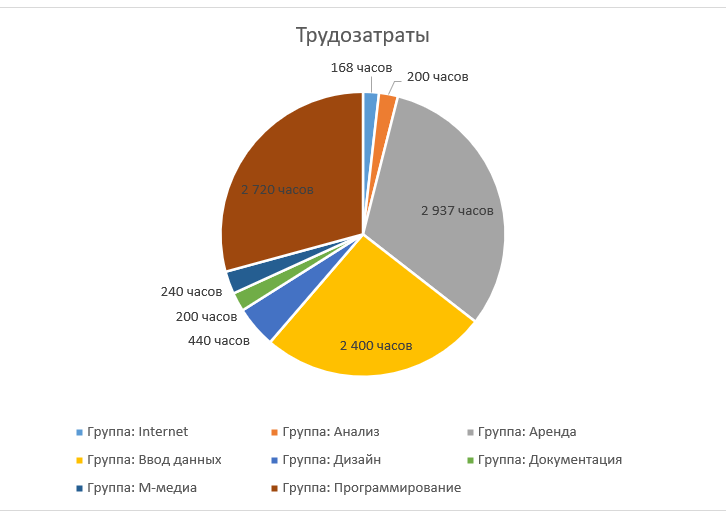 Трудозатраты
168 часов
200 часов
2 720 часов
2 937 часов
240 часов
200 часов
440 часов
2 400 часов
Группа: Internet Группа: Анализ Группа: Аренда
Группа: Ввод данных Группа: Дизайн Группа: Документация
Группа: М-медиа Группа: Программирование